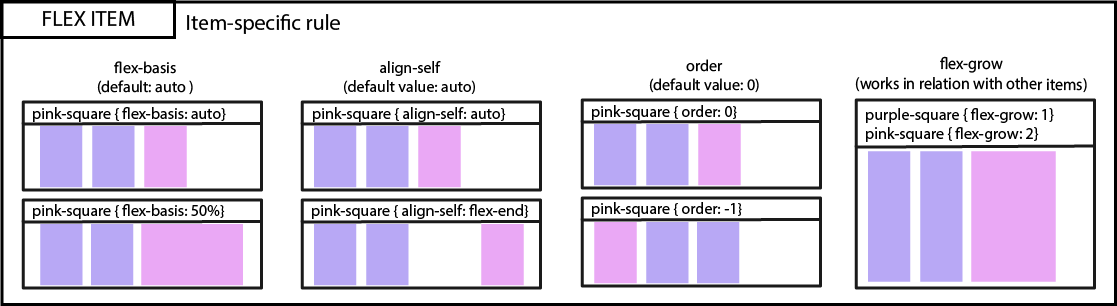 FLEX ITEM
Item-specific rule
flex-basis
(default: auto )
pink-square { flex-basis: auto}
pink-square { flex-basis: 50%}
align-self
(default value: auto)
pink-square { align-self: auto}
pink-square { align-self: flex-end}
order
(default value: 0)
pink-square { order: 0}
pink-square { order: -1}
flex-grow
(works in relation with other items)
purple-square { flex-grow: 1}
pink-square { flex-grow: 2}